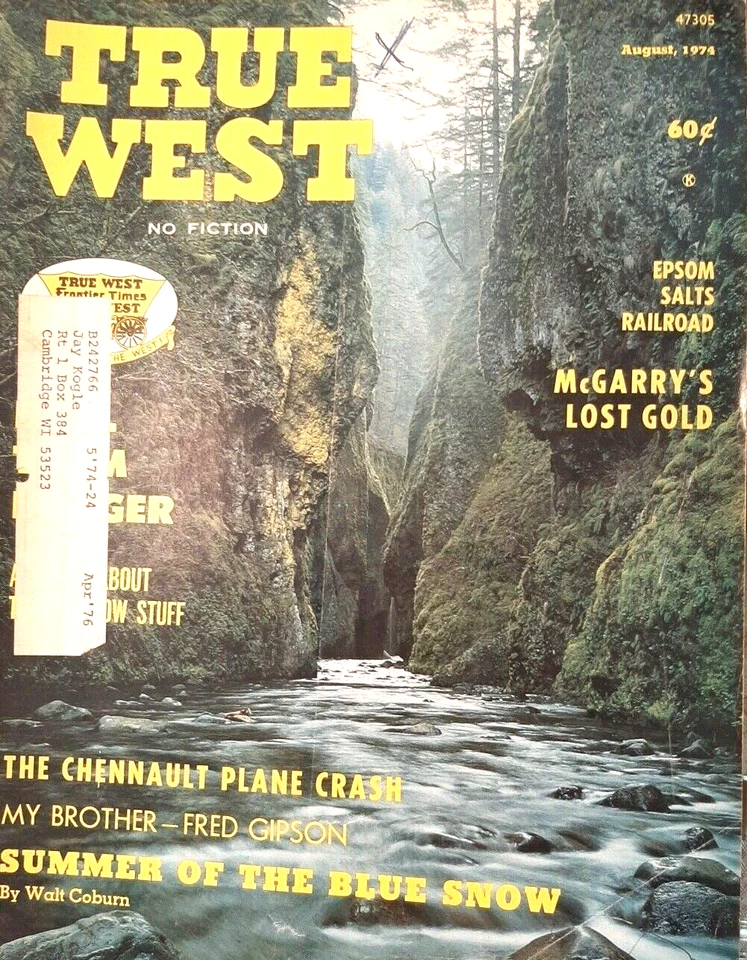 TRUE
WEST
NO FICTION
47305
August, 1974
60¢
K
EPSOM
SALTS
RAILROAD
McGARRY'S
LOST GOLD
TRUE WEST
Frontier Times
EST
THE WEST!
B242766 5'74-24 Apr'76
Jay Kogle
Rt 1 Box 384
Cambridge WI 53523
M
GER
BOUT
OW STUFF
THE CHENNAULT PLANE CRASH
MY BROTHER—FRED GIPSON
SUMMER OF THE BLUE SNOW
By Walt Coburn